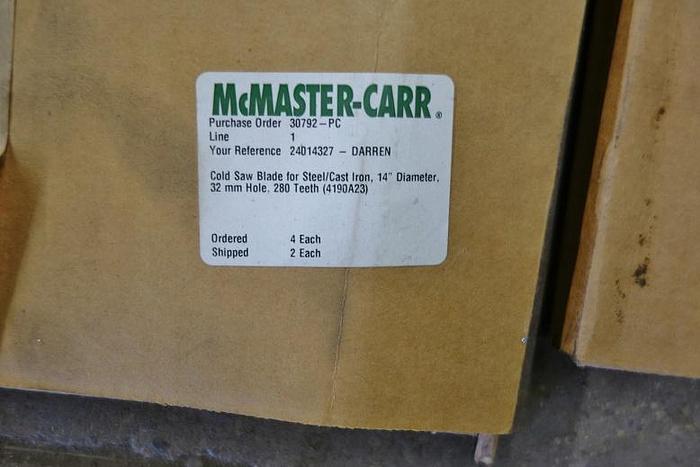 McMASTER-CARR®
Purchase Order 30792-PC
Line 1
Your Reference 24014327 - DARREN
Cold Saw Blade for Steel/Cast Iron, 14" Diameter,
32 mm Hole, 280 Teeth (4190A23)
Ordered 4 Each
Shipped 2 Each